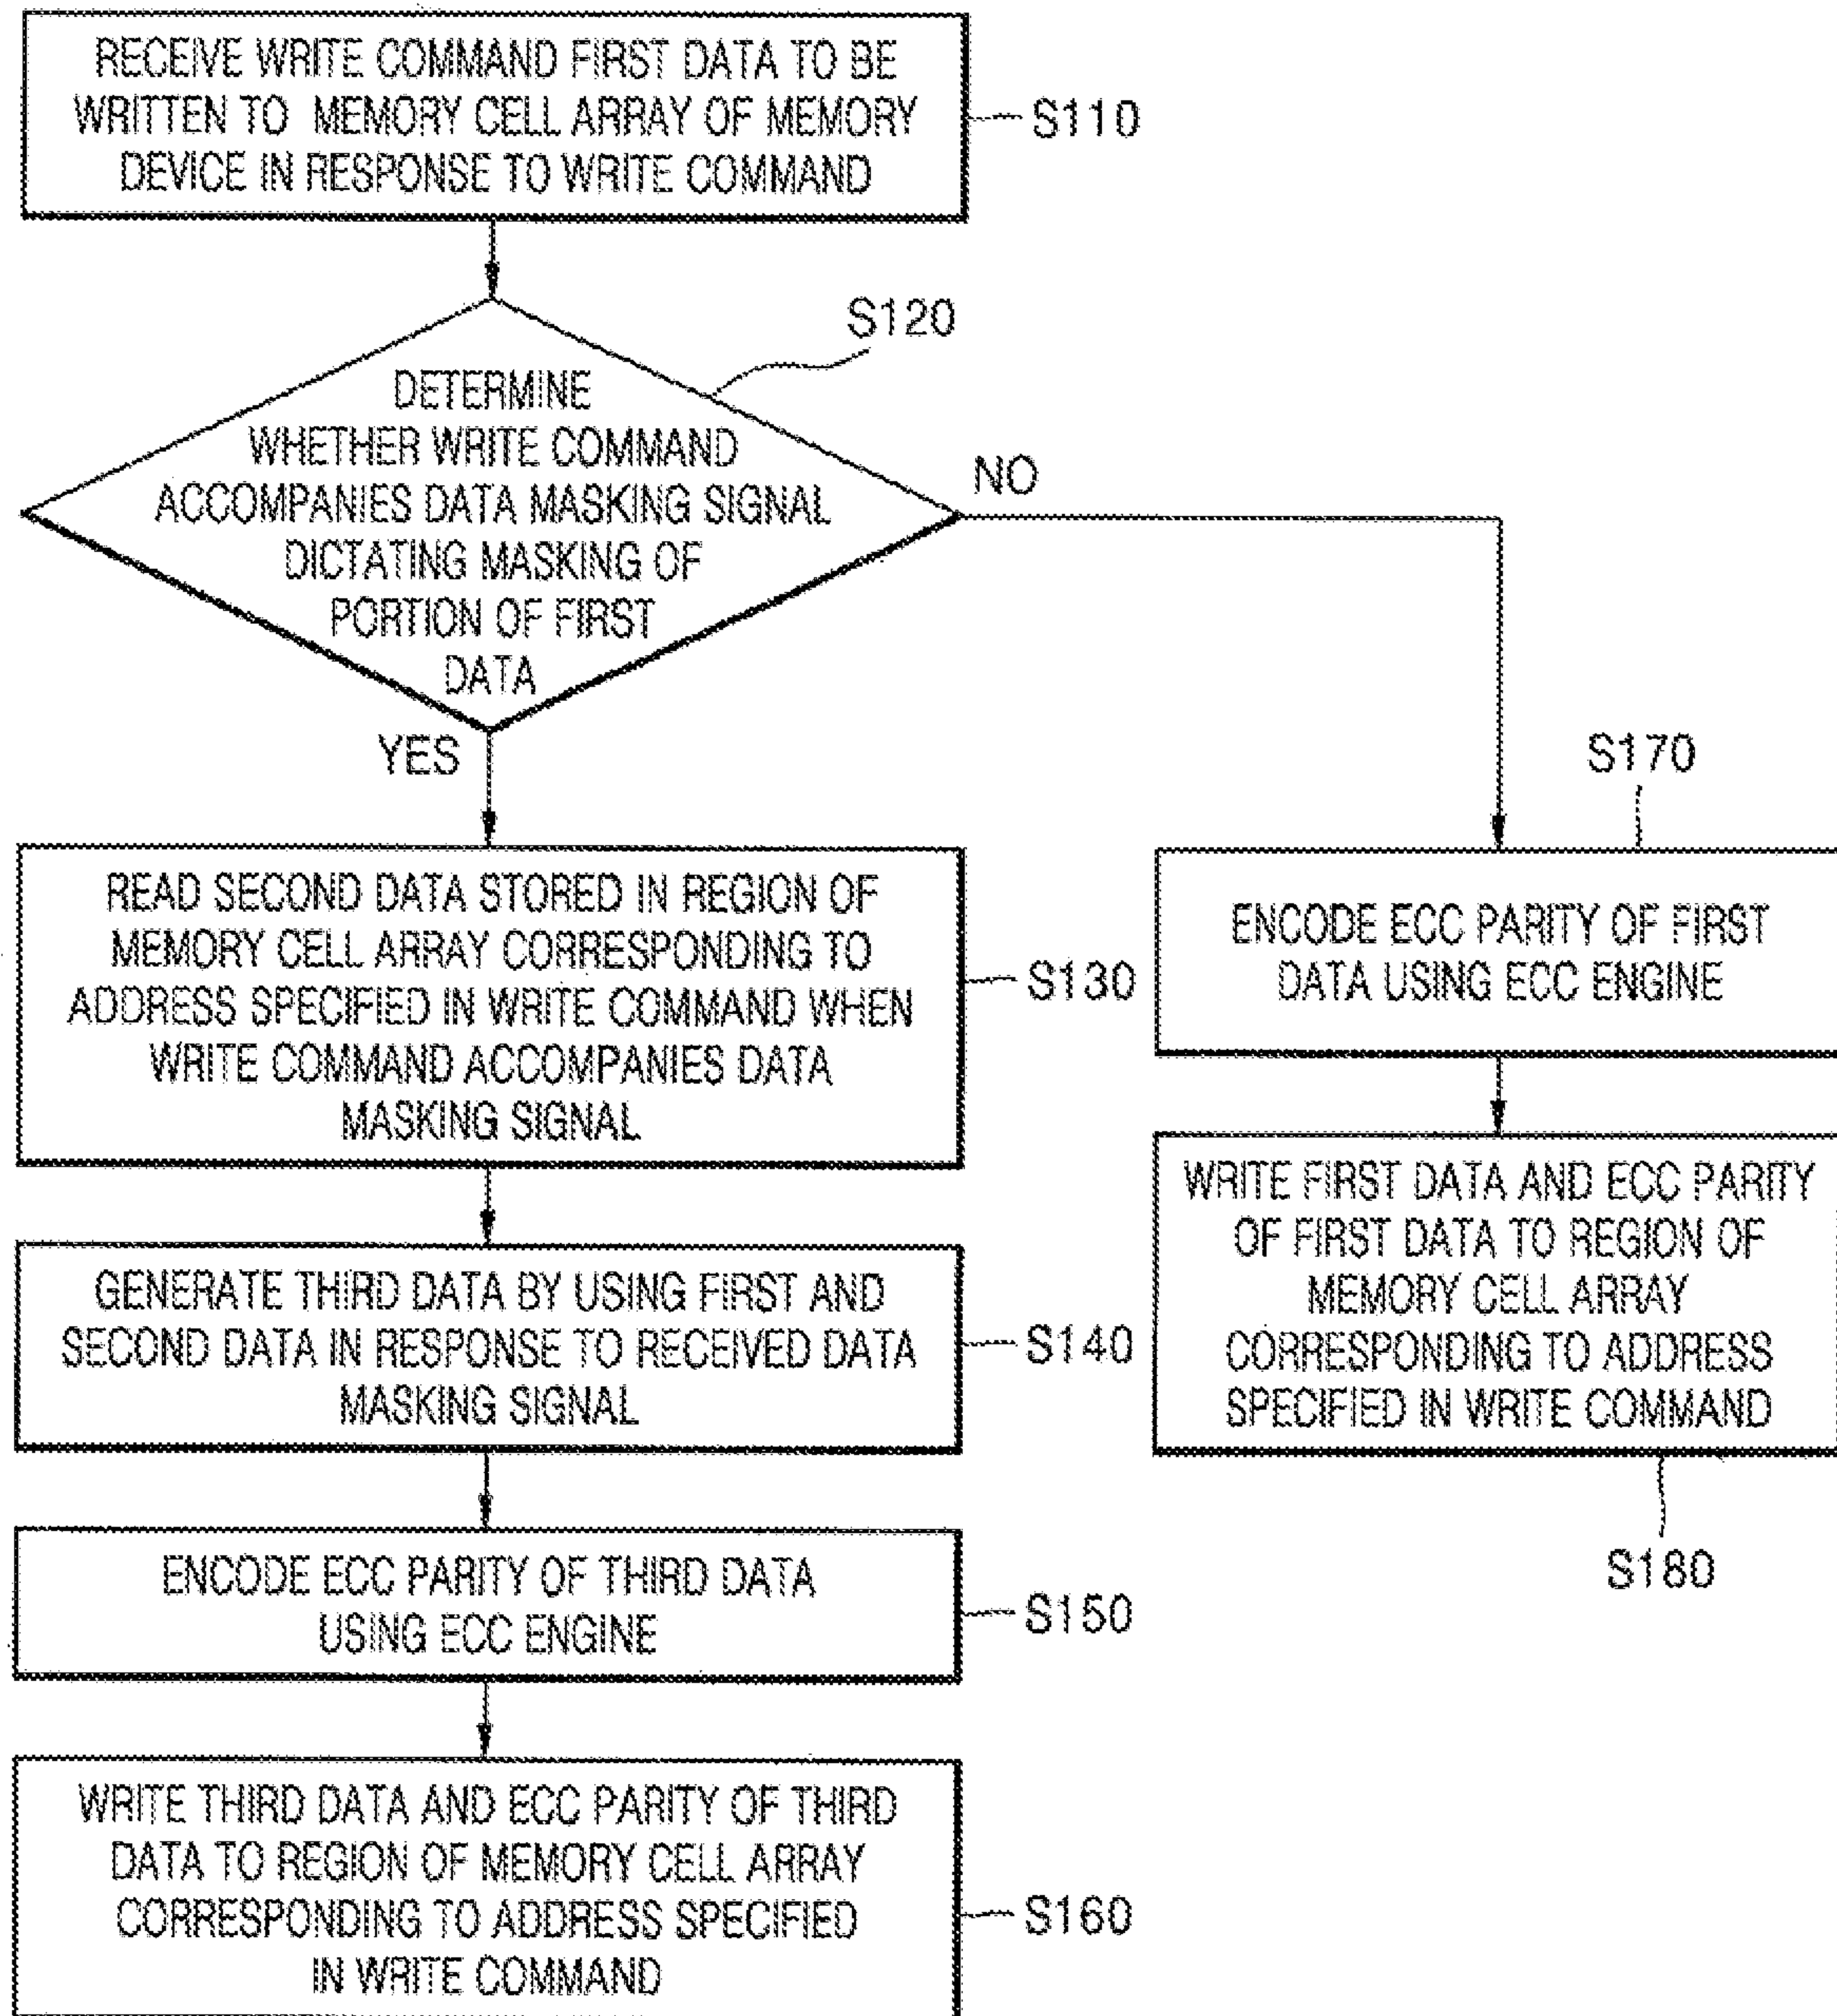 RECEIVE WRITE COMMAND FIRST DATA TO BE
WRITTEN TO MEMORY CELL ARRAY OF MEMORY
DEVICE IN RESPONSE TO WRITE COMMAND
S110
S120
DETERMINE
WHETHER WRITE COMMAND
ACCOMPANIES DATA MASKING SIGNAL
DICTATING MASKING OF
PORTION OF FIRST
DATA
NO
YES
READ SECOND DATA STORED IN REGION OF
MEMORY CELL ARRAY CORRESPONDING TO
ADDRESS SPECIFIED IN WRITE COMMAND WHEN
WRITE COMMAND ACCOMPANIES DATA
MASKING SIGNAL
S130
GENERATE THIRD DATA BY USING FIRST AND
SECOND DATA IN RESPONSE TO RECEIVED DATA
MASKING SIGNAL
S140
ENCODE ECC PARITY OF THIRD DATA
USING ECC ENGINE
S150
WRITE THIRD DATA AND ECC PARITY OF THIRD
DATA TO REGION OF MEMORY CELL ARRAY
CORRESPONDING TO ADDRESS SPECIFIED
IN WRITE COMMAND
S160
S170
ENCODE ECC PARITY OF FIRST
DATA USING ECC ENGINE
WRITE FIRST DATA AND ECC PARITY
OF FIRST DATA TO REGION OF
MEMORY CELL ARRAY
CORRESPONDING TO ADDRESS
SPECIFIED IN WRITE COMMAND
S180